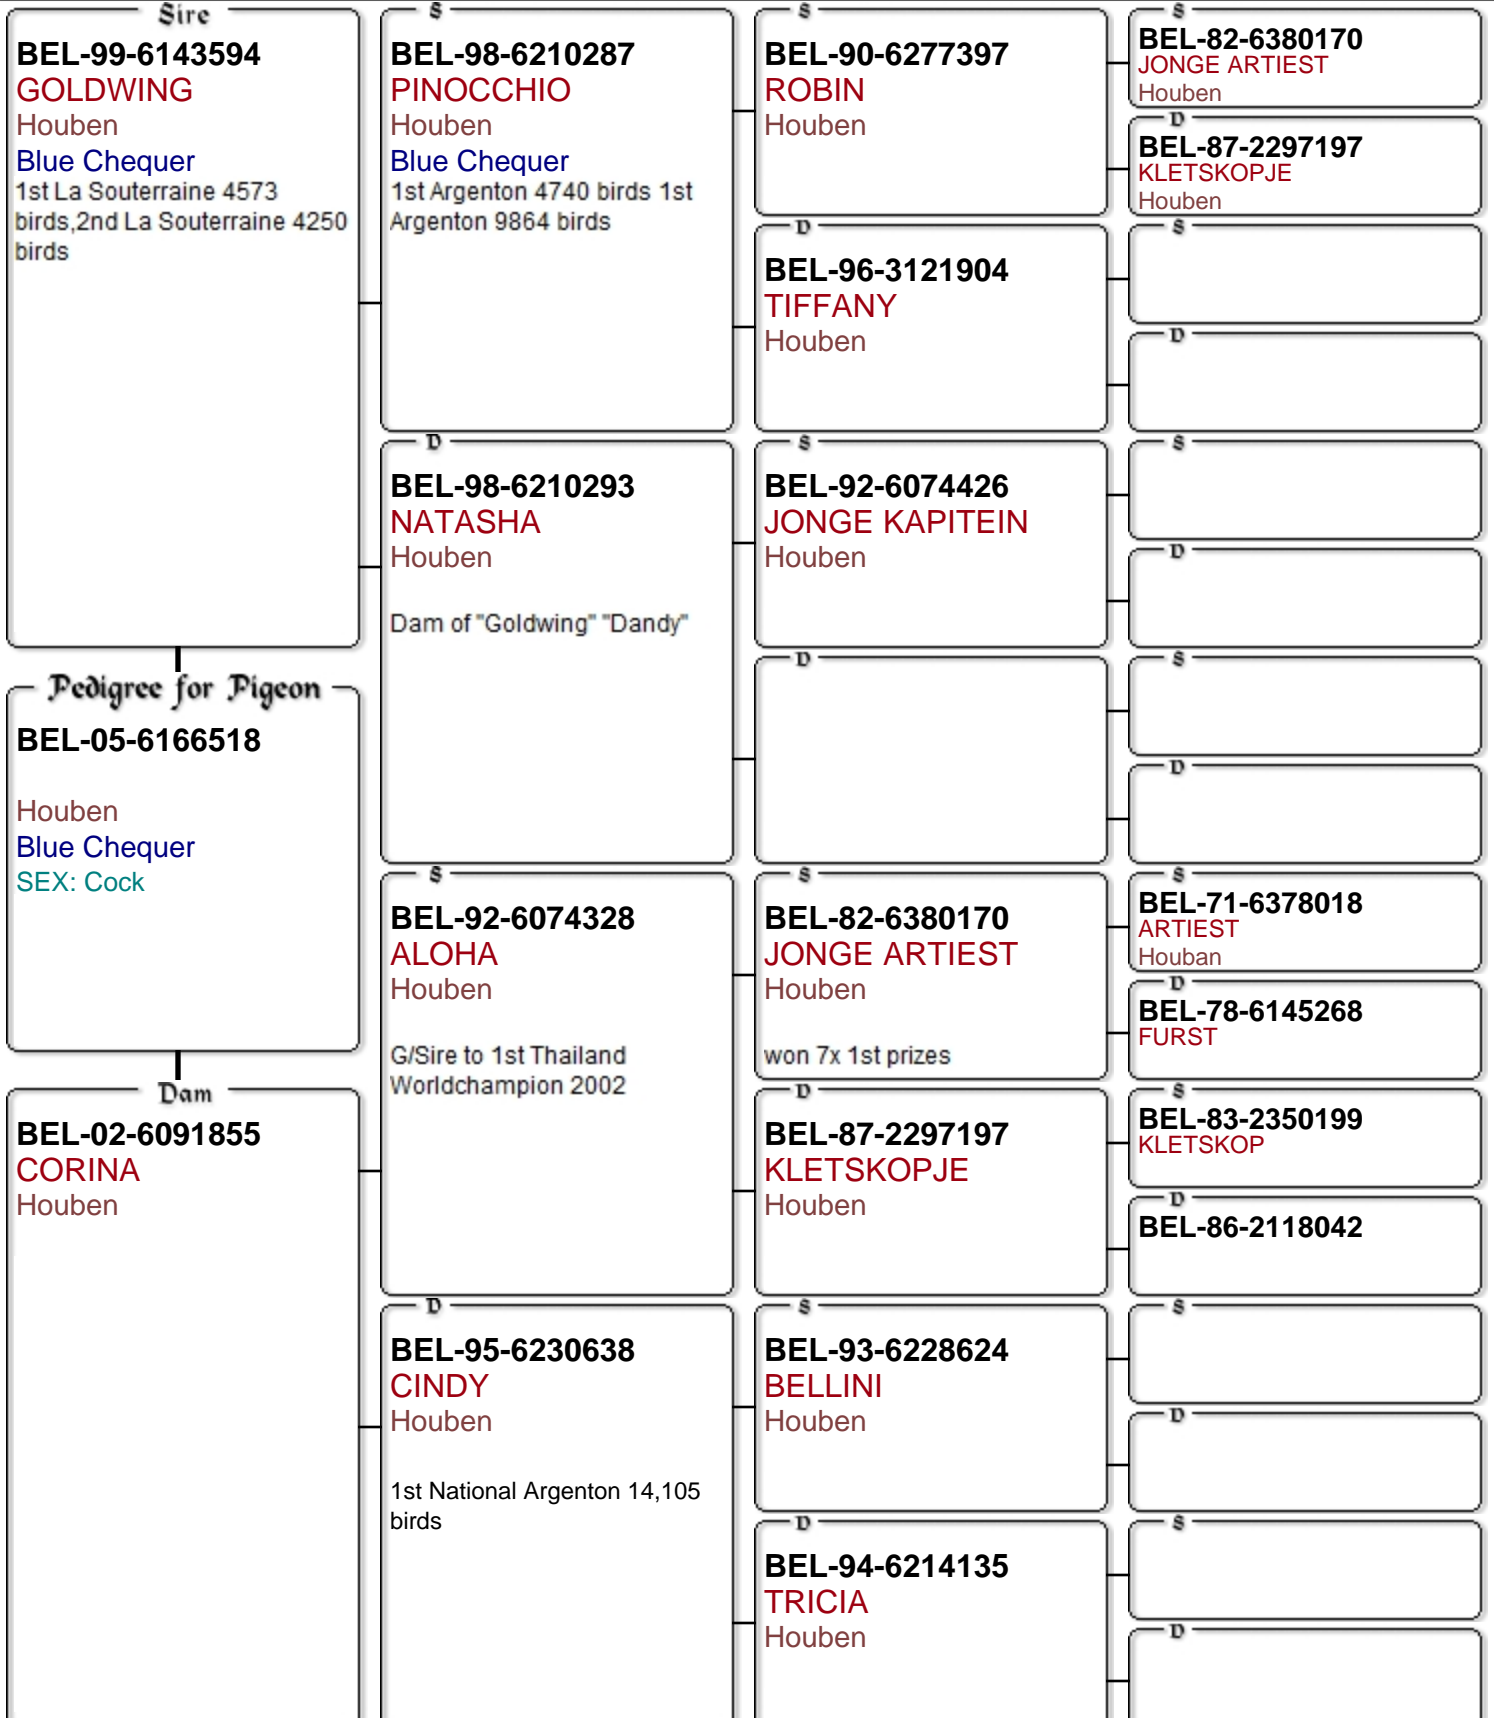 Sire
BEL-99-6143594
GOLDWING
Houben
Blue Chequer
1st La Souterraine 4573
birds,2nd La Souterraine 4250
birds
Pedigree for Pigeon
BEL-05-6166518
Houben
Blue Chequer
SEX: Cock
Dam
BEL-02-6091855
CORINA
Houben
S
BEL-98-6210287
PINOCCHIO
Houben
Blue Chequer
1st Argenton 4740 birds 1st
Argenton 9864 birds
D
BEL-98-6210293
NATASHA
Houben
Dam of "Goldwing" "Dandy"
S
BEL-92-6074328
ALOHA
Houben
G/Sire to 1st Thailand
Worldchampion 2002
D
BEL-95-6230638
CINDY
Houben
1st National Argenton 14,105
birds
S
BEL-90-6277397
ROBIN
Houben
D
BEL-96-3121904
TIFFANY
Houben
S
BEL-92-6074426
JONGE KAPITEIN
Houben
D
S
BEL-82-6380170
JONGE ARTIEST
Houben
won 7x 1st prizes
D
BEL-87-2297197
KLETSKOPJE
Houben
S
BEL-93-6228624
BELLINI
Houben
D
BEL-94-6214135
TRICIA
Houben
S
BEL-82-6380170
JONGE ARTIEST
Houben
D
BEL-87-2297197
KLETSKOPJE
Houben
S
D
S
D
S
D
S
BEL-71-6378018
ARTIEST
Houban
D
BEL-78-6145268
FURST
S
BEL-83-2350199
KLETSKOP
D
BEL-86-2118042
S
D
S
D